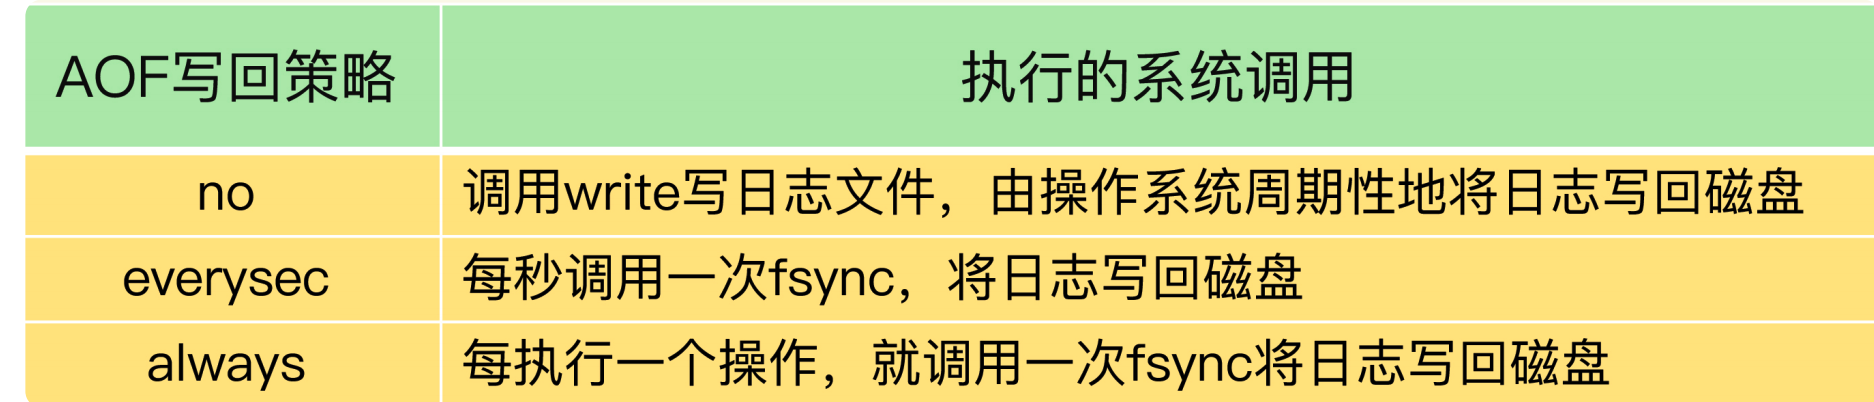 AOF写回策略 执行的系统调用
no 调用write写日志文件，由操作系统周期性地将日志写回磁盘
everysec 每秒调用一次fsync，将日志写回磁盘
always 每执行一个操作，就调用一次fsync将日志写回磁盘